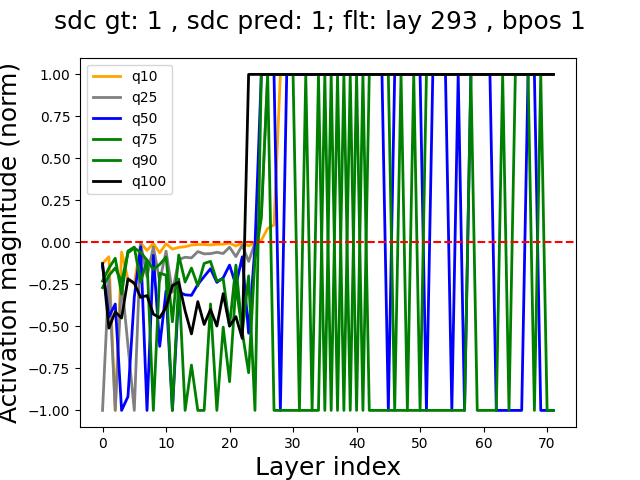 sdc gt: 1 , sdc pred: 1; flt: lay 293 , bpos 1
Activation magnitude (norm)
1.00
0.75
0.50
0.25
0.00
−0.25
−0.50
−0.75
−1.00
q10
q25
q50
q75
q90
q100
0 10 20 30 40 50 60 70
Layer index